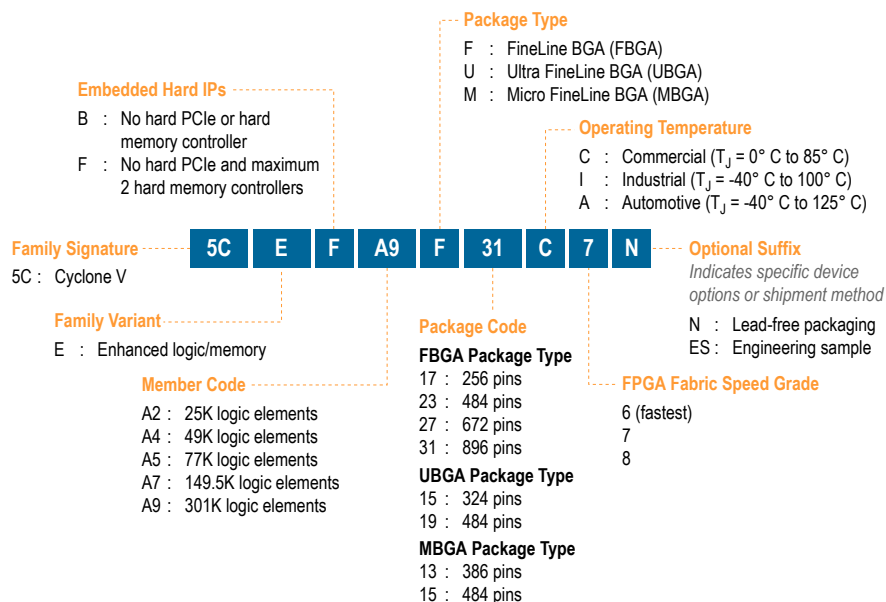 Package Type
F : FineLine BGA (FBGA)
U : Ultra FineLine BGA (UBGA)
M : Micro FineLine BGA (MBGA)
Embedded Hard IPs
B : No hard PCIe or hard
memory controller
F : No hard PCIe and maximum
2 hard memory controllers
Operating Temperature
C : Commercial (TJ = 0° C to 85° C)
I : Industrial (TJ = -40° C to 100° C)
A : Automotive (TJ = -40° C to 125° C)
Family Signature
5C : Cyclone V
5C E F A9 F 31 C 7 N
Optional Suffix
Indicates specific device
options or shipment method
N : Lead-free packaging
ES : Engineering sample
Family Variant
E : Enhanced logic/memory
Member Code
A2 : 25K logic elements
A4 : 49K logic elements
A5 : 77K logic elements
A7 : 149.5K logic elements
A9 : 301K logic elements
Package Code
FBGA Package Type
17 : 256 pins
23 : 484 pins
27 : 672 pins
31 : 896 pins
UBGA Package Type
15 : 324 pins
19 : 484 pins
MBGA Package Type
13 : 386 pins
15 : 484 pins
FPGA Fabric Speed Grade
6 (fastest)
7
8